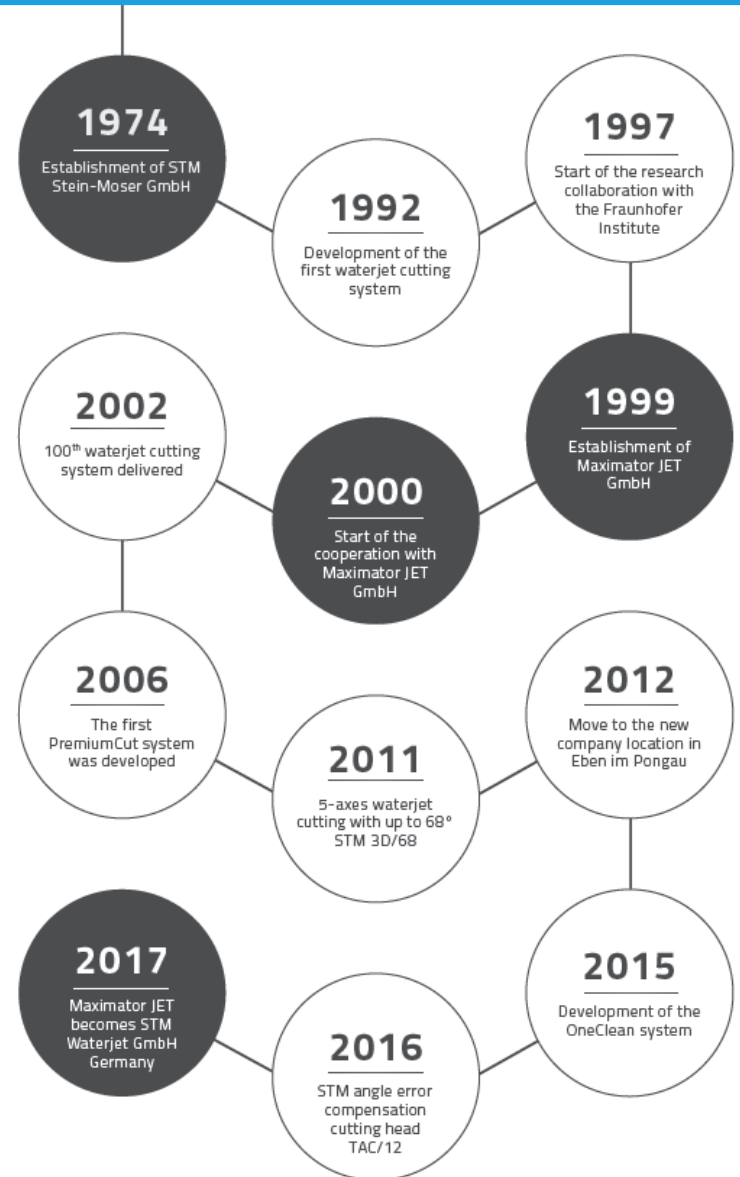 1974
Establishment of STM
Stein-Moser GmbH
1992
Development of the
first waterjet cutting
system
1997
Start of the research
collaboration with
the Fraunhofer
Institute
1999
Establishment of
Maximator JET
GmbH
2000
Start of the
cooperation with
Maximator JET
GmbH
2002
100th waterjet cutting
system delivered
2006
The first
PremiumCut system
was developed
2011
5-axes waterjet
cutting with up to 68°
STM 3D/68
2012
Move to the new
company location in
Eben im Pongau
2015
Development of the
OneClean system
2016
STM angle error
compensation
cutting head
TAC/12
2017
Maximator JET
becomes STM
Waterjet GmbH
Germany